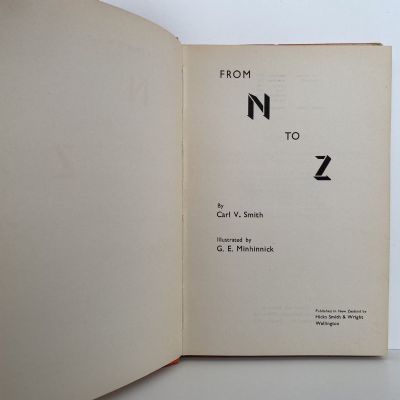 FROM
N
TO
Z
By
Carl V. Smith
Illustrated by
G. E. Minhinnick
Published in New Zealand by
Hicks Smith & Wright
Wellington